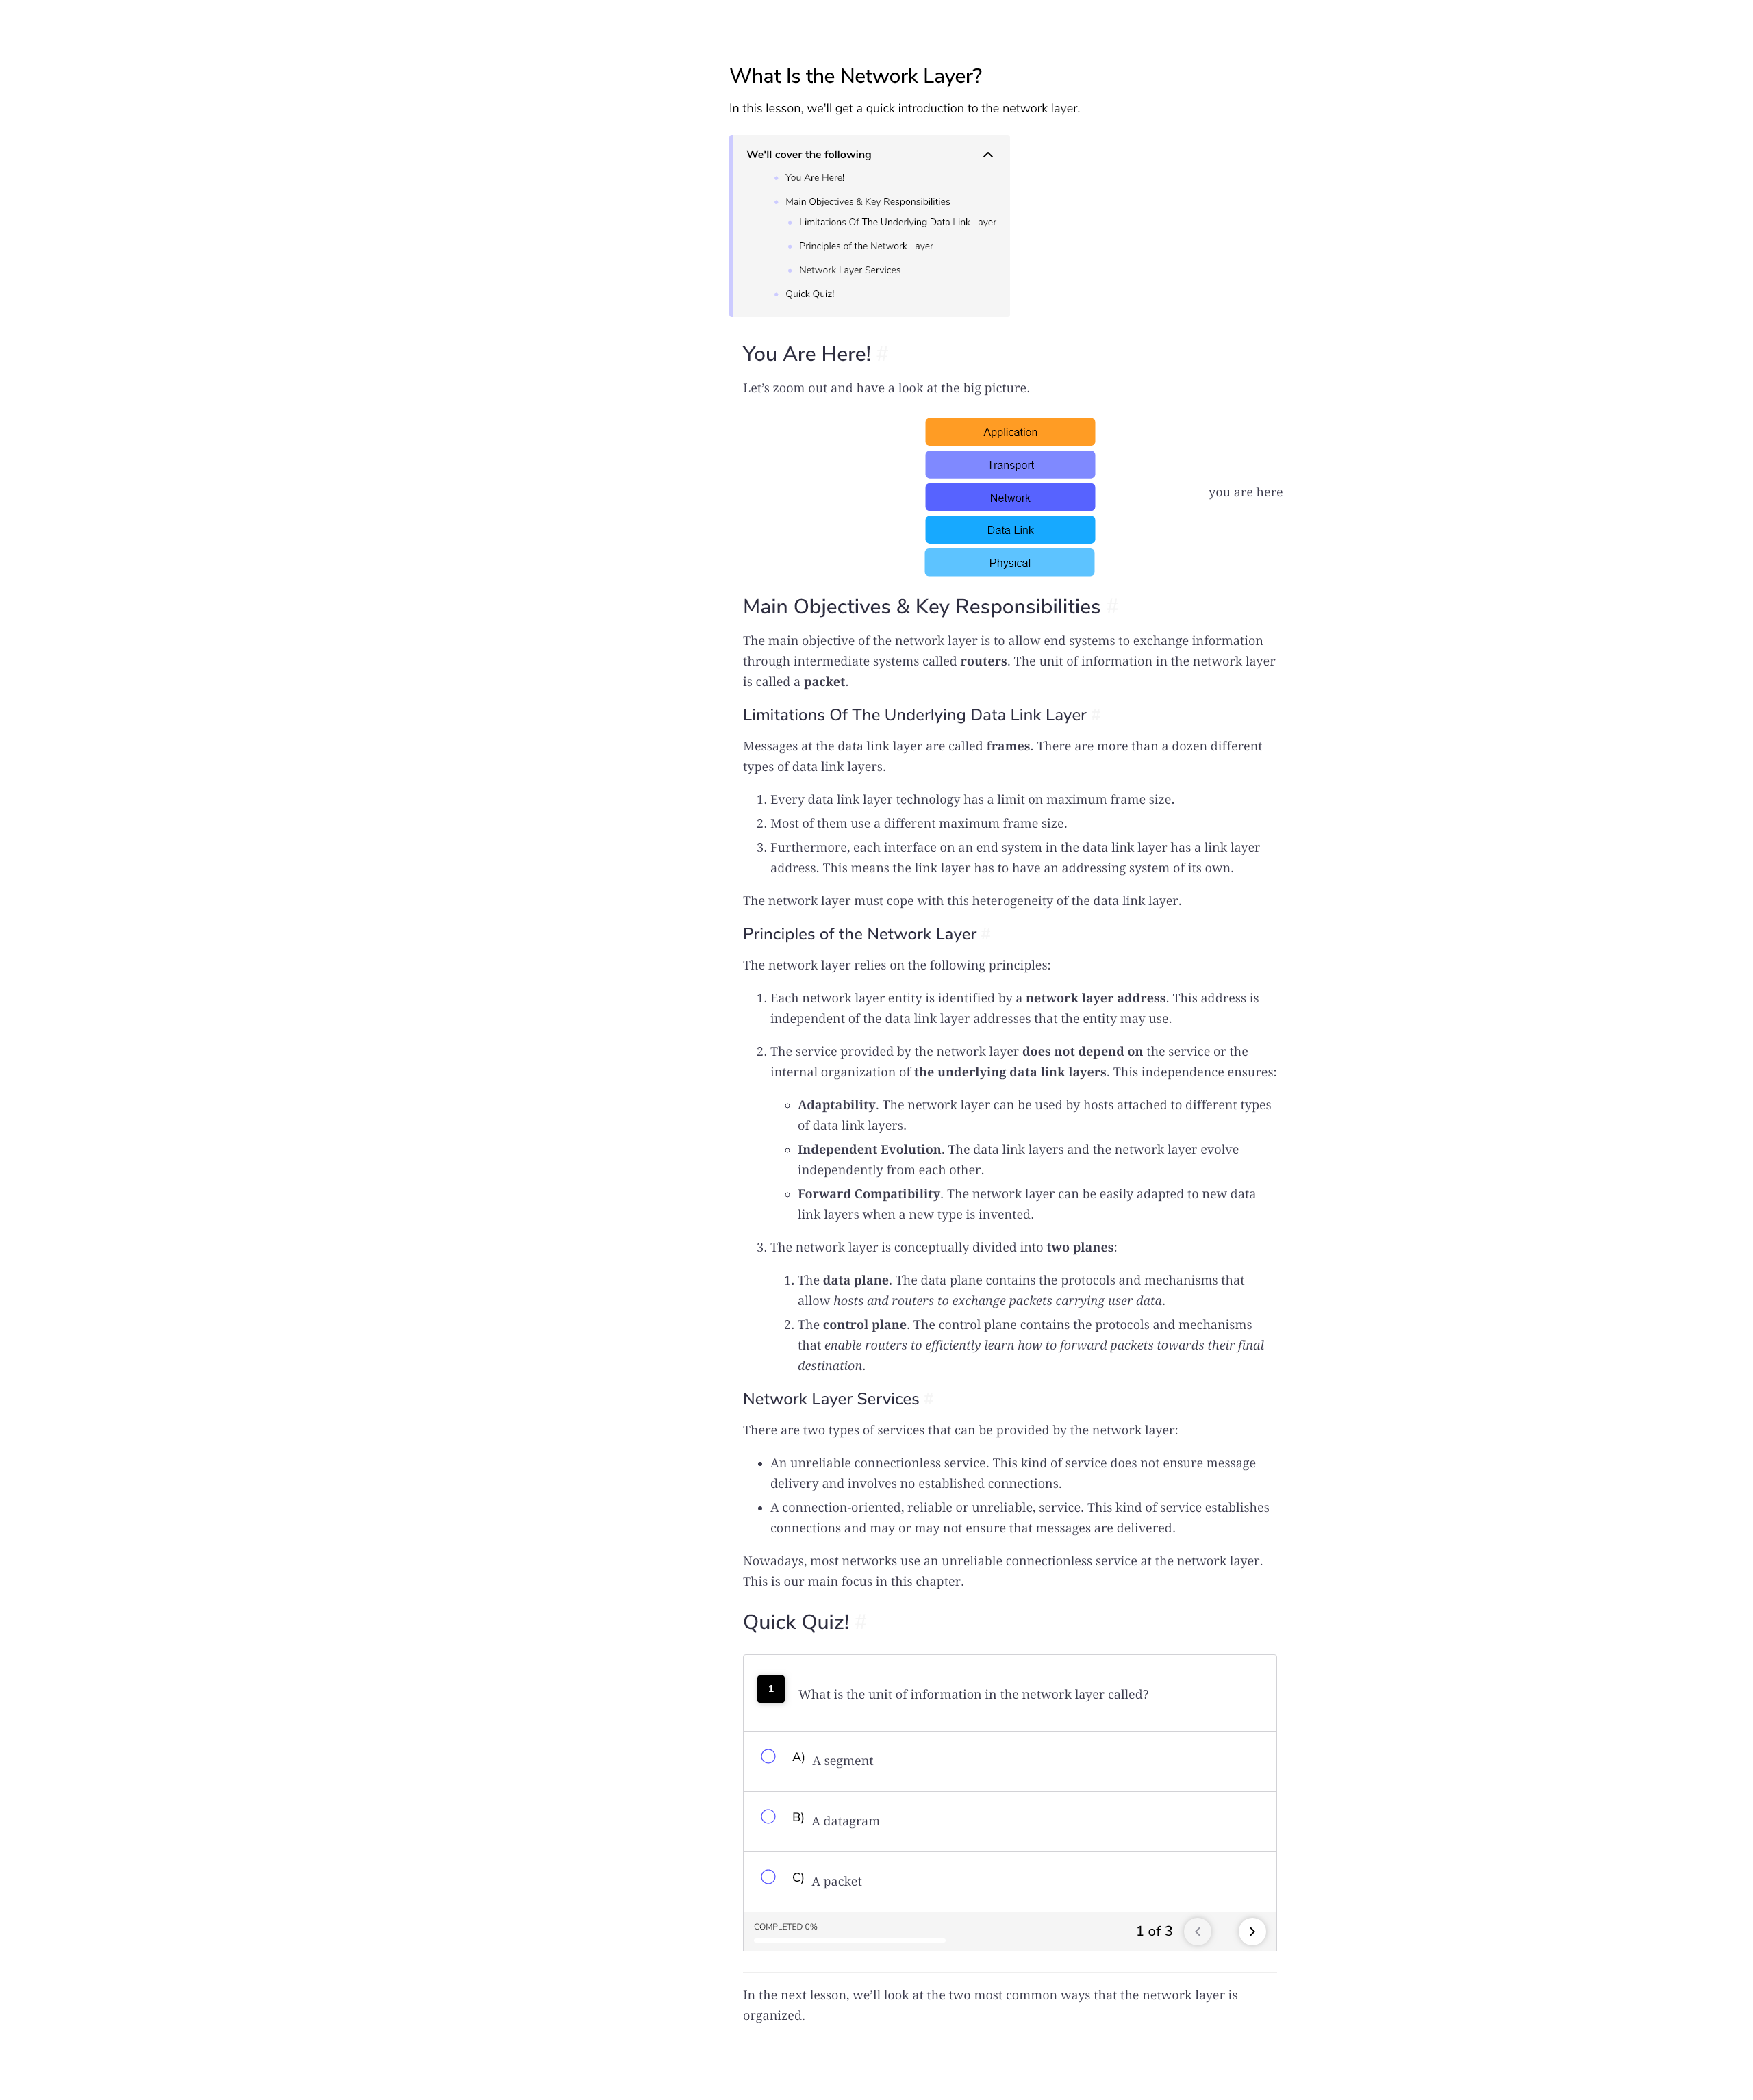 What Is the Network Layer?
In this lesson, we'll get a quick introduction to the network layer.
We'll cover the following
You Are Here!
Main Objectives & Key Responsibilities
Limitations Of The Underlying Data Link Layer
Principles of the Network Layer
Network Layer Services
Quick Quiz!
You Are Here! #
Let’s zoom out and have a look at the big picture.
Application
Transport
Network
you are here
Data Link
Physical
Main Objectives & Key Responsibilities #
The main objective of the network layer is to allow end systems to exchange information
through intermediate systems called routers. The unit of information in the network layer
is called a packet.
Limitations Of The Underlying Data Link Layer #
Messages at the data link layer are called frames. There are more than a dozen different
types of data link layers.
1. Every data link layer technology has a limit on maximum frame size.
2. Most of them use a different maximum frame size.
3. Furthermore, each interface on an end system in the data link layer has a link layer
address. This means the link layer has to have an addressing system of its own.
The network layer must cope with this heterogeneity of the data link layer.
Principles of the Network Layer #
The network layer relies on the following principles:
1. Each network layer entity is identified by a network layer address. This address is
independent of the data link layer addresses that the entity may use.
2. The service provided by the network layer does not depend on the service or the
internal organization of the underlying data link layers. This independence ensures:
Adaptability. The network layer can be used by hosts attached to different types
of data link layers.
Independent Evolution. The data link layers and the network layer evolve
independently from each other.
Forward Compatibility. The network layer can be easily adapted to new data
link layers when a new type is invented.
3. The network layer is conceptually divided into two planes:
1. The data plane. The data plane contains the protocols and mechanisms that
allow hosts and routers to exchange packets carrying user data.
2. The control plane. The control plane contains the protocols and mechanisms
that enable routers to efficiently learn how to forward packets towards their final
destination.
Network Layer Services #
There are two types of services that can be provided by the network layer:
An unreliable connectionless service. This kind of service does not ensure message
delivery and involves no established connections.
A connection-oriented, reliable or unreliable, service. This kind of service establishes
connections and may or may not ensure that messages are delivered.
Nowadays, most networks use an unreliable connectionless service at the network layer.
This is our main focus in this chapter.
Quick Quiz! #
1 What is the unit of information in the network layer called?
A) A segment
B) A datagram
C) A packet
COMPLETED 0%
1 of 3
In the next lesson, we’ll look at the two most common ways that the network layer is
organized.